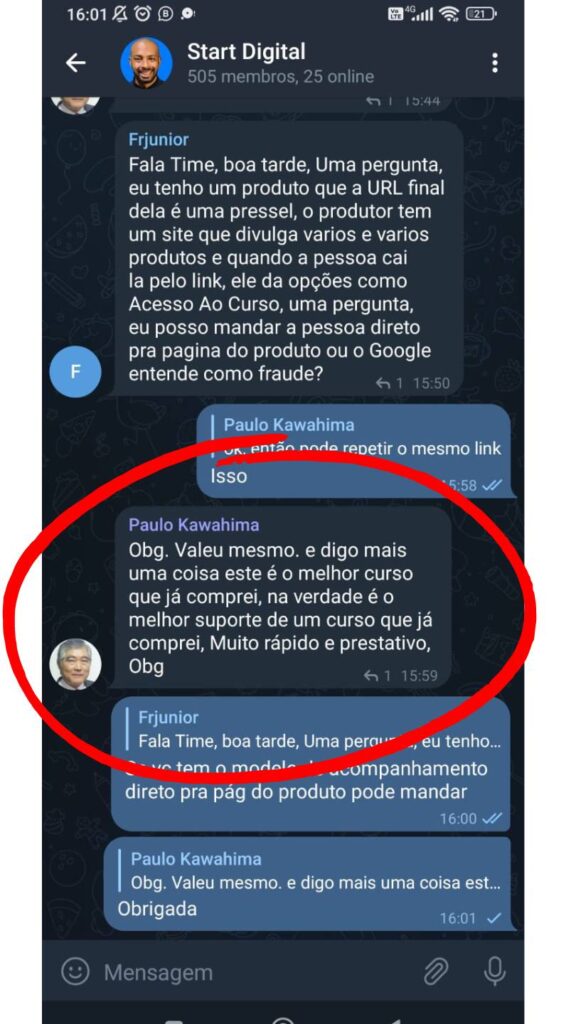 16:01
4G
21
Start Digital
505 membros, 25 online
1 15:44
Frjunior
Fala Time, boa tarde, Uma pergunta,
eu tenho um produto que a URL final
dela é uma pressel, o produtor tem
um site que divulga varios e varios
produtos e quando a pessoa cai
la pelo link, ele da opções como
Acesso Ao Curso, uma pergunta,
eu posso mandar a pessoa direto
pra pagina do produto ou o Google
entende como fraude?
F
1 15:50
Paulo Kawahima
ok. então pode repetir o mesmo link
Isso
15:58
Paulo Kawahima
Obg. Valeu mesmo. e digo mais
uma coisa este é o melhor curso
que já comprei, na verdade é o
melhor suporte de um curso que já
comprei, Muito rápido e prestativo,
Obg
1 15:59
Frjunior
Fala Time, boa tarde, Uma pergunta, eu tenho...
tem o modelo de acompanhamento
direto pra pág do produto pode mandar
16:00
Paulo Kawahima
Obg. Valeu mesmo. e digo mais uma coisa est...
Obrigada
16:01
Mensagem